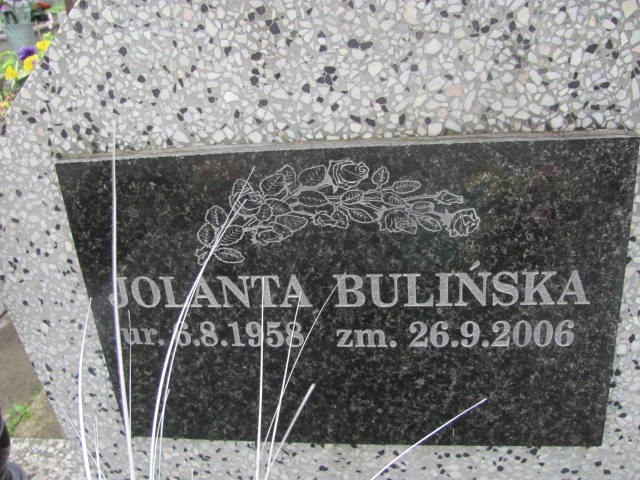 JOLANTA BULIŃSKA
ur. 6.8.1958 zm. 26.9.2006